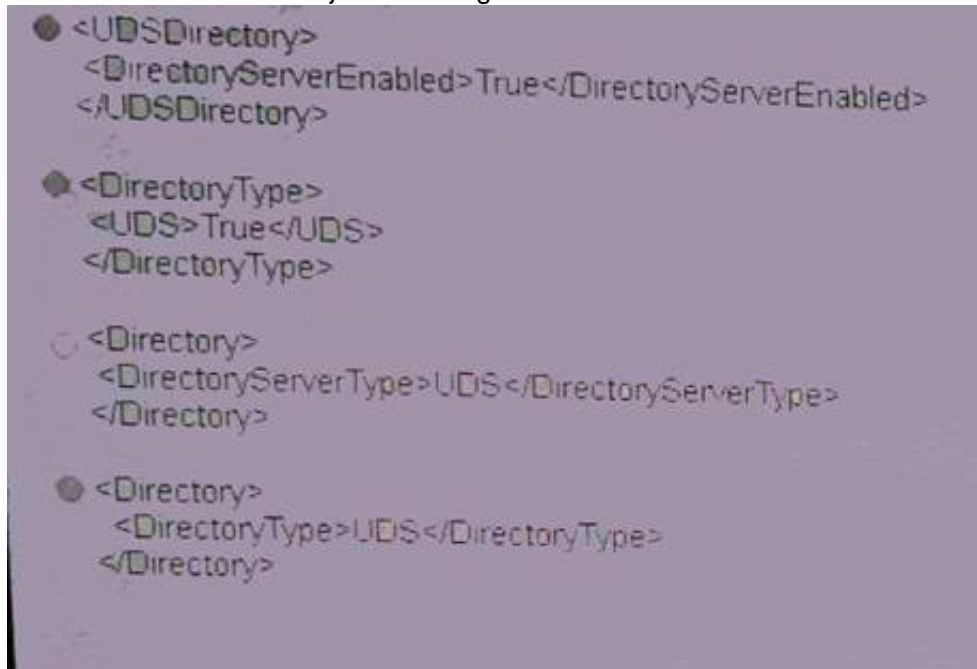 <UDSDirectory>
<DirectoryServerEnabled>True</DirectoryServerEnabled>
</UDSDirectory>
<DirectoryType>
<UDS>True</UDS>
</DirectoryType>
<Directory>
<DirectoryServerType>UDS</DirectoryServerType>
</Directory>
<Directory>
<DirectoryType>UDS</DirectoryType>
</Directory>